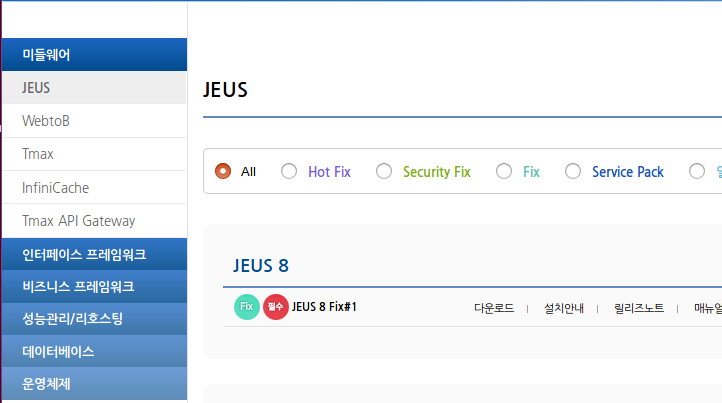 미들웨어
JEUS
WebtoB
Tmax
InfiniCache
Tmax API Gateway
인터페이스 프레임워크
비즈니스 프레임워크
성능관리/리호스팅
데이터베이스
운영체제
JEUS
All Hot Fix Security Fix Fix Service Pack
JEUS 8
Fix 필수 JEUS 8 Fix#1 다운로드 | 설치안내 | 릴리즈노트 | 매뉴얼